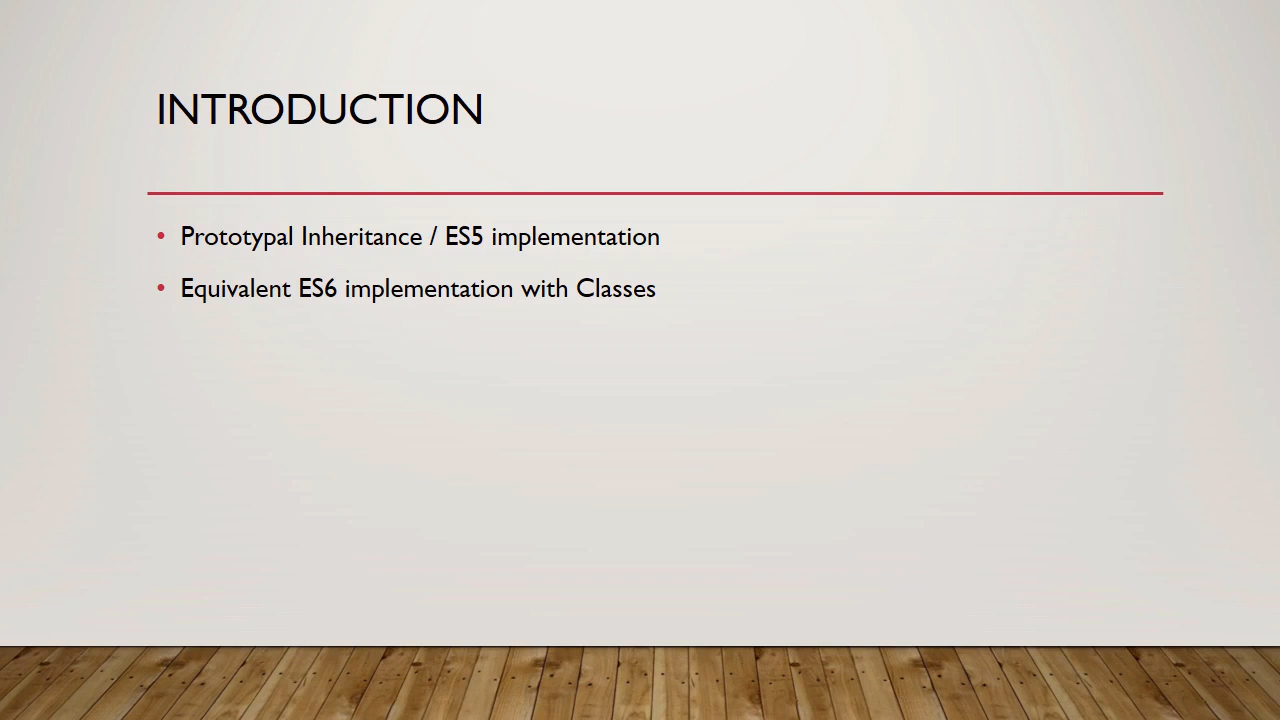 INTRODUCTION
• Prototypal Inheritance / ES5 implementation
• Equivalent ES6 implementation with Classes